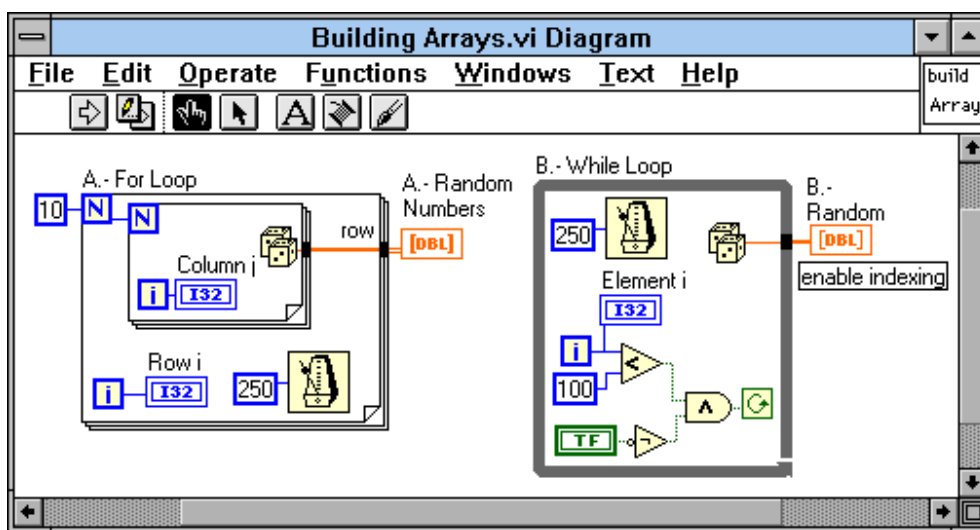 Building Arrays.vi Diagram
File Edit Operate Functions Windows Text Help
build
Array
A
A.- For Loop
10
N
N
Column j
i
I32
row
A.- Random
Numbers
[DBL]
Row i
i
I32
250
B.- While Loop
250
Element i
I32
i
100
<
TF
¬
∧
B.-
Random
[DBL]
enable indexing